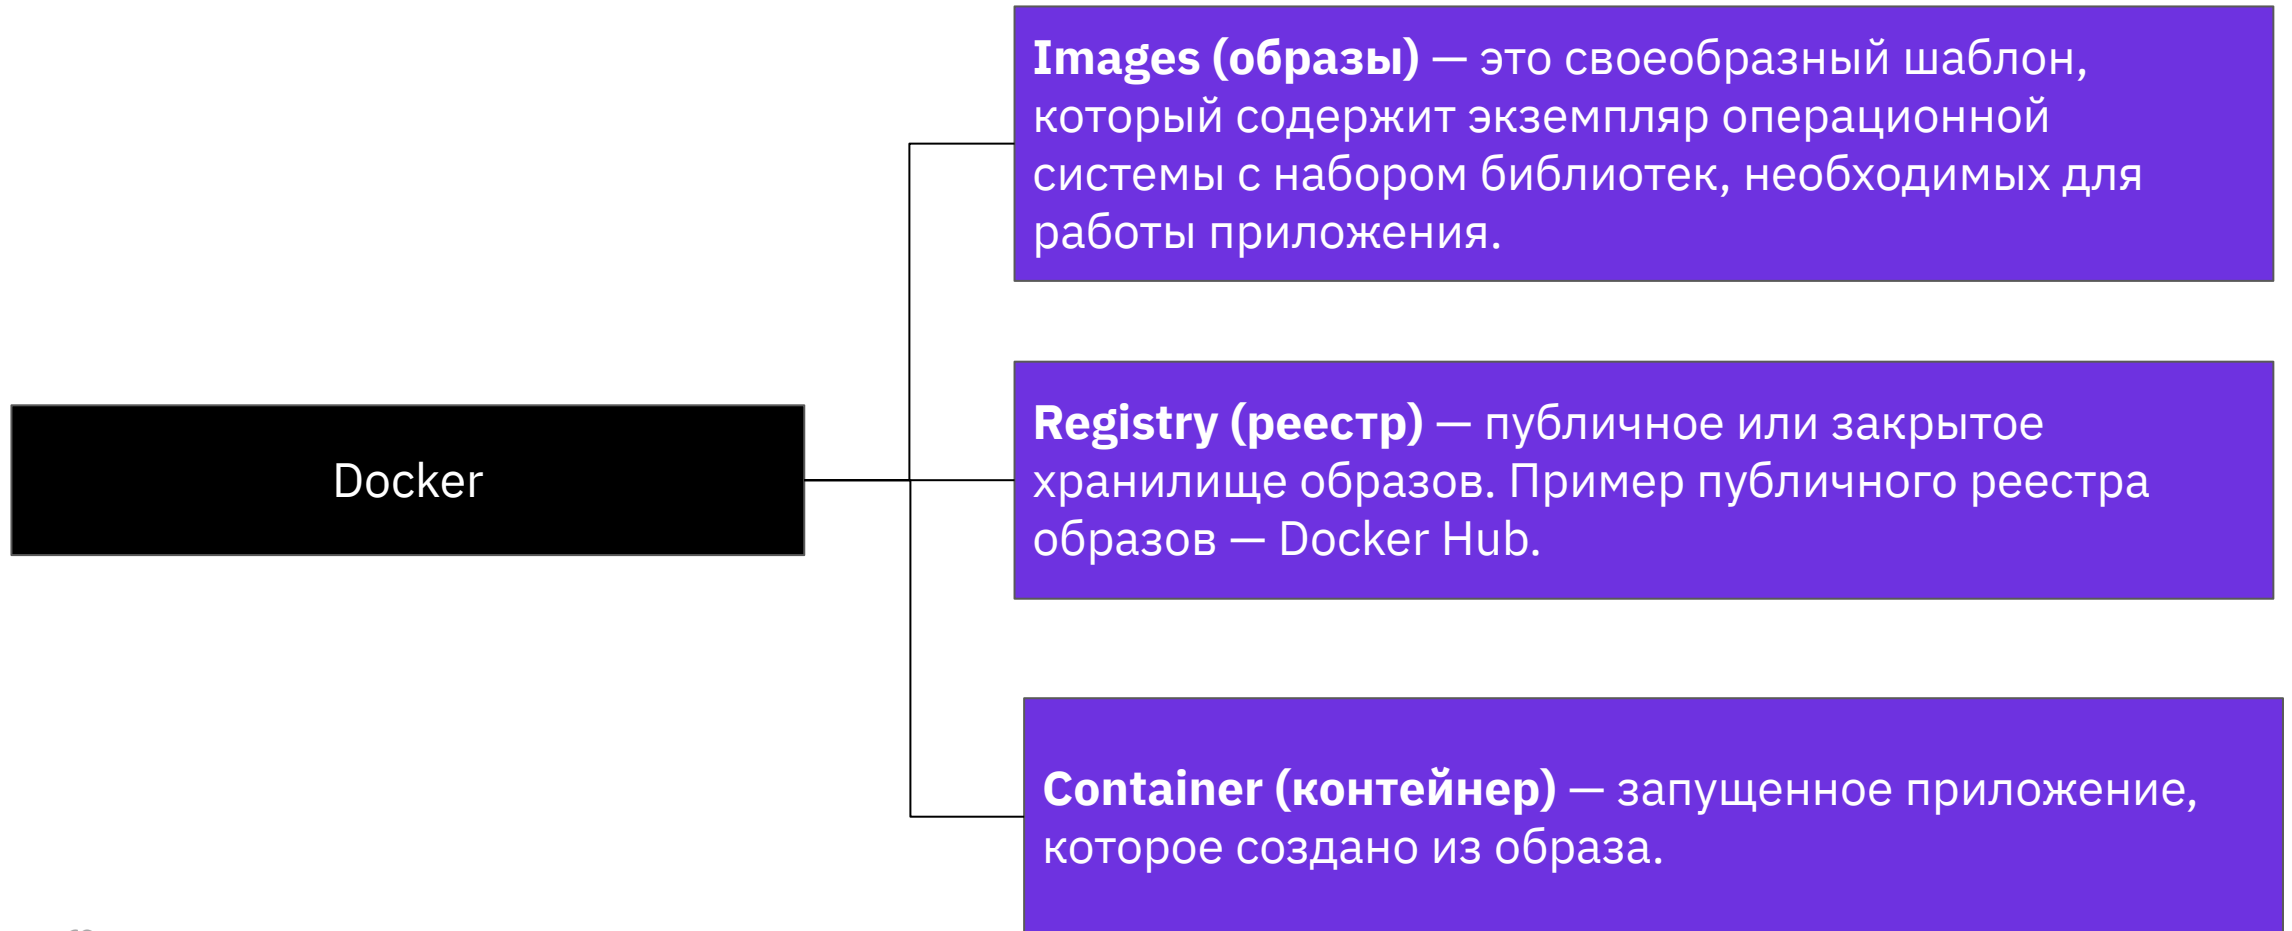 Images (образы) — это своеобразный шаблон,
который содержит экземпляр операционной
системы с набором библиотек, необходимых для
работы приложения.
Docker
Registry (реестр) — публичное или закрытое
хранилище образов. Пример публичного реестра
образов — Docker Hub.
Container (контейнер) — запущенное приложение,
которое создано из образа.